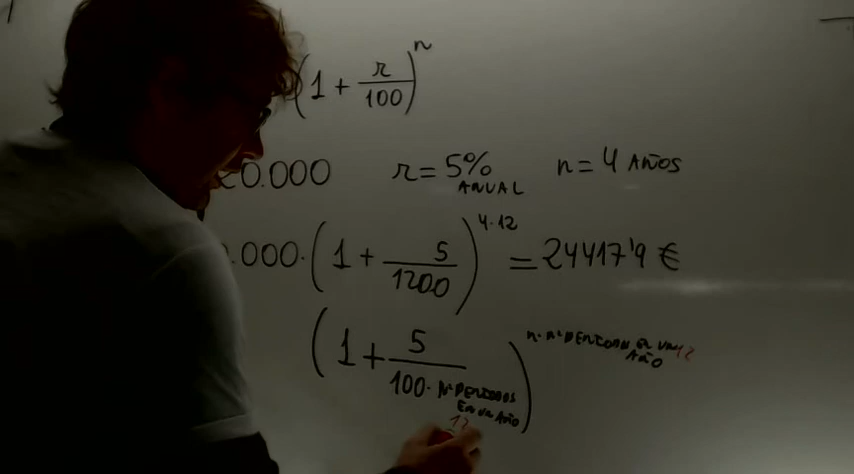 (1 + r/100)^n
20.000 r = 5% ANUAL n = 4 AÑOS
.000 · (1 + 5/1200)^4·12 = 24417'9 €
(1 + 5/(100 · Nº PERIODOS EN UN AÑO))^n · Nº PERIODOS EN UN AÑO 12
12